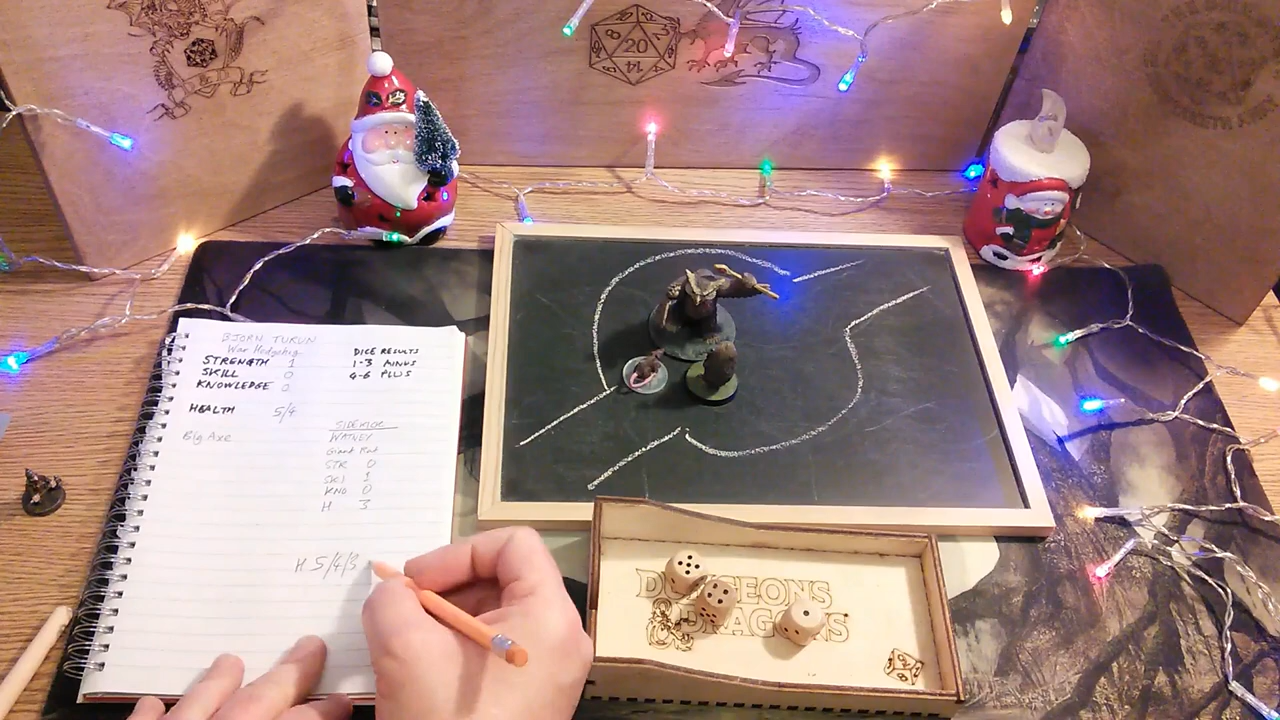 20
14
BJORN TURUN
War Hedgehog
STRENGTH 1
SKILL 0
KNOWLEDGE 0
HEALTH 5/4
Big Axe
DICE RESULTS
1-3 MINUS
4-6 PLUS
SIDEKICK
WATNEY
Giant Rat
STR 0
SKI 1
KNO 0
H 3
H 5/4/3
DUNGEONS
DRAGONS